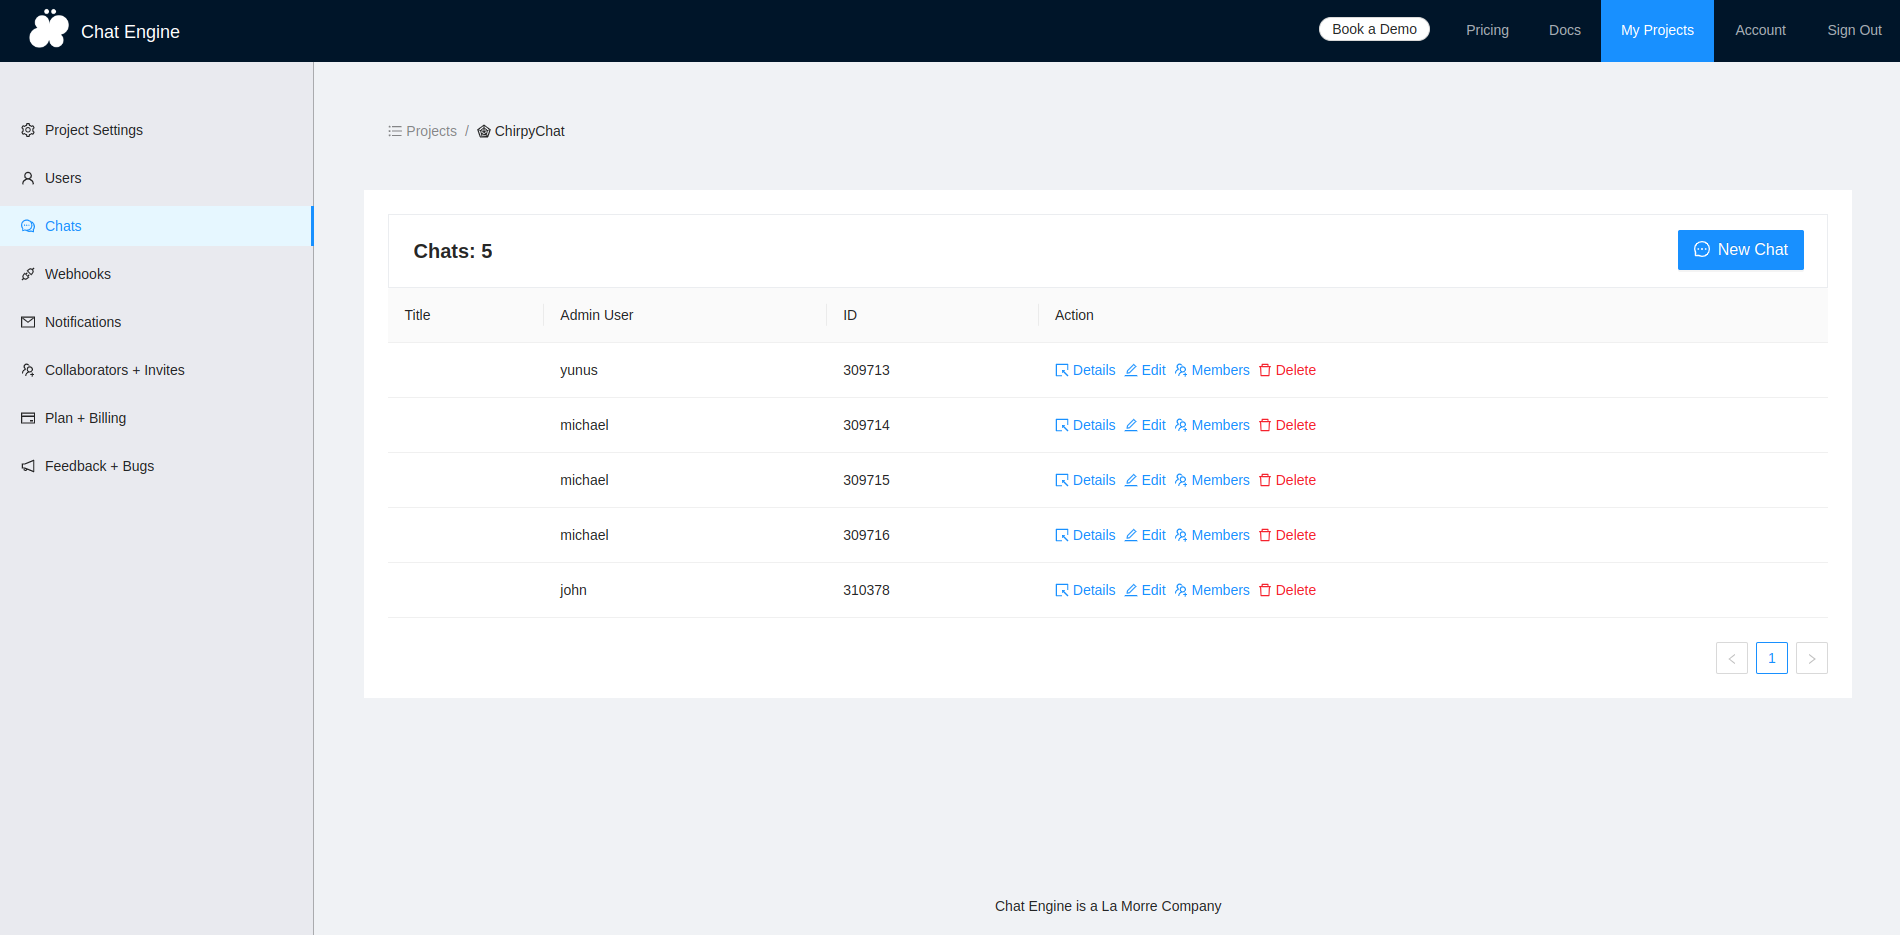 Chat Engine
Book a Demo Pricing Docs My Projects Account Sign Out
Project Settings
Users
Chats
Webhooks
Notifications
Collaborators + Invites
Plan + Billing
Feedback + Bugs
Projects / ChirpyChat
Chats: 5 New Chat
Title Admin User ID Action
yunus 309713 Details Edit Members Delete
michael 309714 Details Edit Members Delete
michael 309715 Details Edit Members Delete
michael 309716 Details Edit Members Delete
john 310378 Details Edit Members Delete
< 1 >
Chat Engine is a La Morre Company